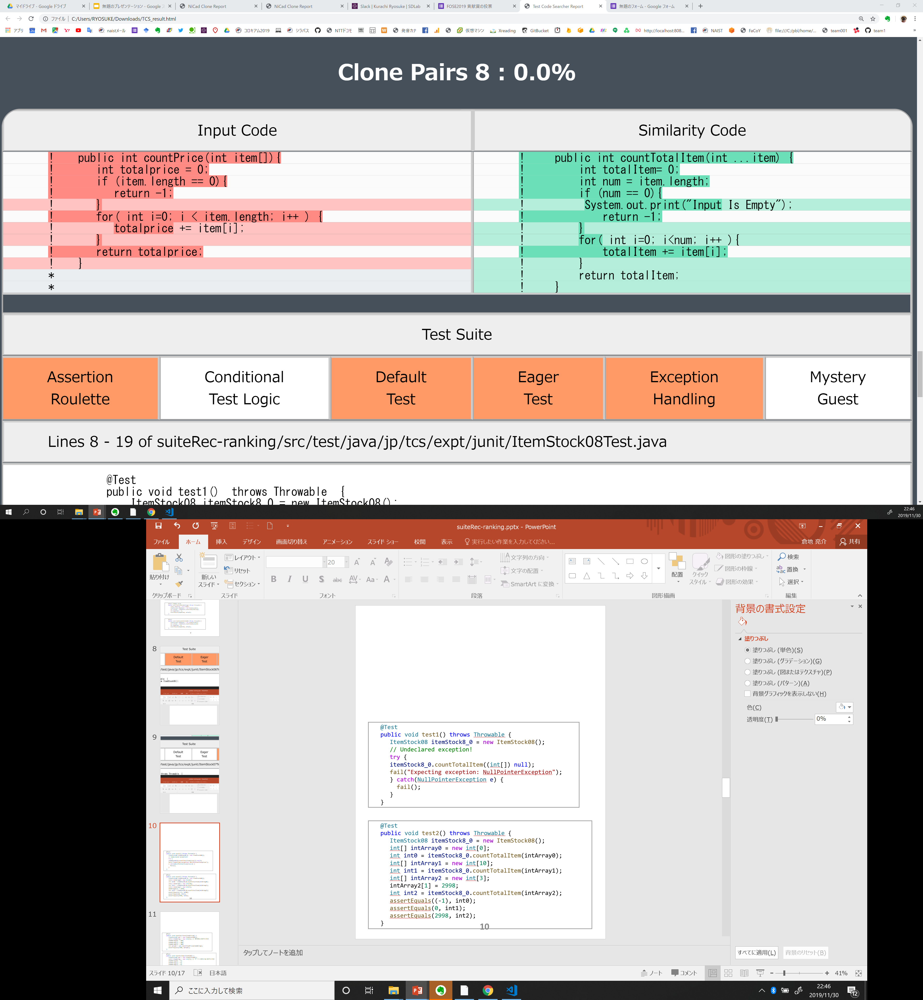 マイドライブ - Google ドライブ
無題のプレゼンテーション - Google ス
NiCad Clone Report
NiCad Clone Report
Slack | Kurachi Ryosuke | SDLab
FOSE2019 貢献賞の投票
Test Code Searcher Report
無題のフォーム - Google フォーム
ファイル | C:/Users/RYOSUKE/Downloads/TCS_result.html
アプリ
naistメール
コロキアム2019
シラバス
NTTドコモ
発音カナ
仮想マシン
Xreading
GitBucket
http://localhost:808...
NAIST
FaCoY
file:///C:/pbl/home/...
team001
team1
Clone Pairs 8 : 0.0%
Input Code
! public int countPrice(int item[]){
! int totalprice = 0;
! if (item.length == 0){
! return -1;
! }
! for( int i=0; i < item.length; i++ ) {
! totalprice += item[i];
! }
! return totalprice;
! }
*
*
Similarity Code
! public int countTotalItem(int ...item) {
! int totalItem= 0;
! int num = item.length;
! if (num == 0){
! System.out.print("Input Is Empty");
! return -1;
! }
! for( int i=0; i<num; i++ ){
! totalItem += item[i];
! }
! return totalItem;
! }
Test Suite
Assertion
Roulette
Conditional
Test Logic
Default
Test
Eager
Test
Exception
Handling
Mystery
Guest
Lines 8 - 19 of suiteRec-ranking/src/test/java/jp/tcs/expt/junit/ItemStock08Test.java
@Test
public void test1() throws Throwable {
ItemStock08 itemStock8_0 = new ItemStock08();
22:46
2019/11/30
suiteRec-ranking.pptx - PowerPoint
ファイル ホーム 挿入 デザイン 画面切り替え アニメーション スライド ショー 校閲 表示 実行したい作業を入力してください... 倉地 亮介 共有
貼り付け
クリップボード
新しい
スライド
レイアウト
リセット
セクション
スライド
20
B I U S abc AV Aa A
フォント
文字列の方向
文字の配置
SmartArt に変換
段落
配置
クイック
スタイル
図形の塗りつぶし
図形の枠線
図形の効果
図形描画
検索
置換
選択
編集
8
Test Suite
Default
Test
Eager
Test
/test/java/jp/tcs/expt/junit/ItemStock06Te
9
Test Suite
Default
Test
Eager
Test
/test/java/jp/tcs/expt/junit/ItemStock07Te
10
11
@Test
public void test1() throws Throwable {
ItemStock08 itemStock8_0 = new ItemStock08();
// Undeclared exception!
try {
itemStock8_0.countTotalItem((int[]) null);
fail("Expecting exception: NullPointerException");
} catch(NullPointerException e) {
fail();
}
}
@Test
public void test2() throws Throwable {
ItemStock08 itemStock8_0 = new ItemStock08();
int[] intArray0 = new int[0];
int int0 = itemStock8_0.countTotalItem(intArray0);
int[] intArray1 = new int[10];
int int1 = itemStock8_0.countTotalItem(intArray1);
int[] intArray2 = new int[3];
intArray2[1] = 2998;
int int2 = itemStock8_0.countTotalItem(intArray2);
assertEquals((-1), int0);
assertEquals(0, int1);
assertEquals(2998, int2);
}
10
背景の書式設定
塗りつぶし
塗りつぶし (単色)(S)
塗りつぶし (グラデーション)(G)
塗りつぶし (図またはテクスチャ)(P)
塗りつぶし (パターン)(A)
背景グラフィックを表示しない(H)
色(C)
透明度(T) 0%
すべてに適用(L) 背景のリセット(B)
タップしてノートを追加
スライド 10/17 日本語 ノート コメント 41%
ここに入力して検索
22:46
2019/11/30
12